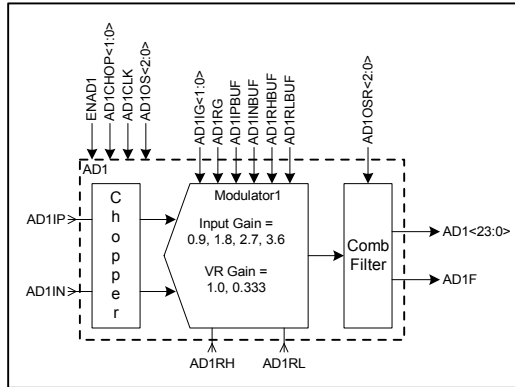 ENAD1
AD1CHOP<1:0>
AD1CLK
AD1OS<2:0>
AD1IG<1:0>
AD1RG
AD1IPBUF
AD1INBUF
AD1RHBUF
AD1RLBUF
AD1OSR<2:0>
AD1
AD1IP
AD1IN
Chopper
Modulator1
Input Gain =
0.9, 1.8, 2.7, 3.6
VR Gain =
1.0, 0.333
Comb
Filter
AD1<23:0>
AD1F
AD1RH
AD1RL